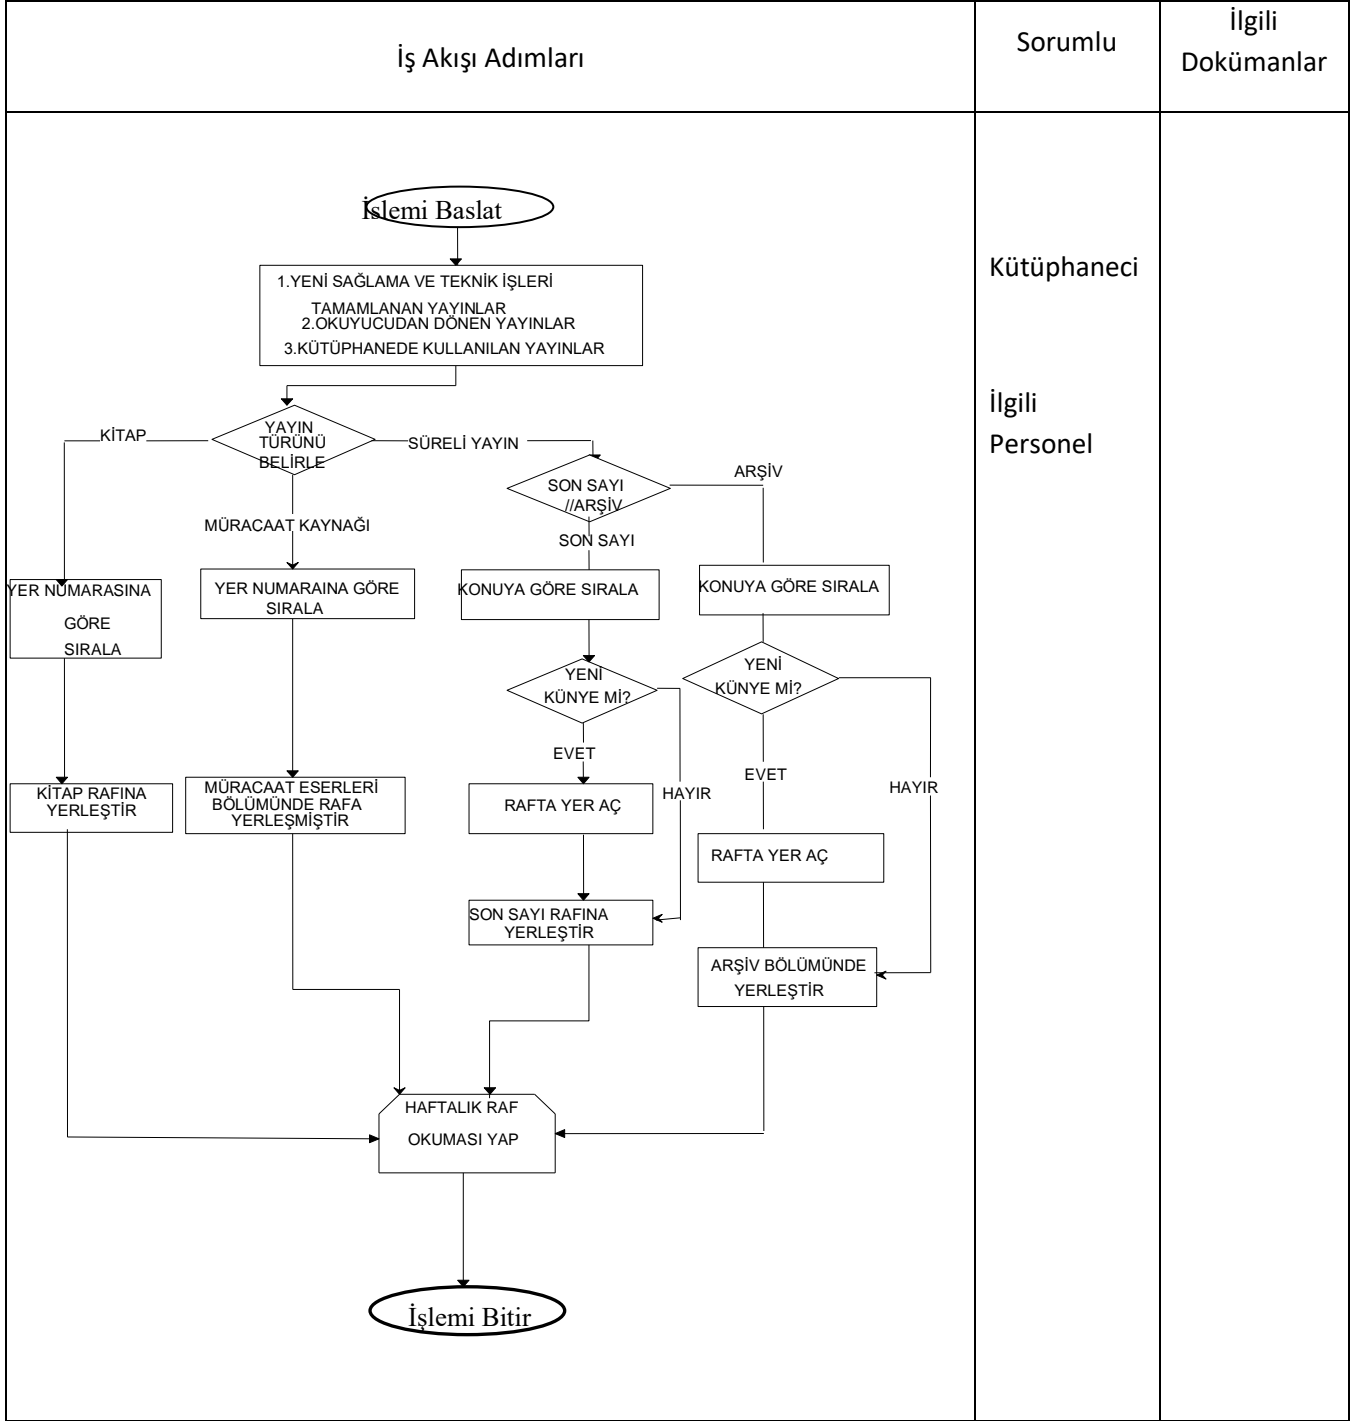 İş Akışı Adımları
Sorumlu
İlgili
Dokümanlar
İslemi Baslat
1.YENİ SAĞLAMA VE TEKNİK İŞLERİ
TAMAMLANAN YAYINLAR
2.OKUYUCUDAN DÖNEN YAYINLAR
3.KÜTÜPHANEDE KULLANILAN YAYINLAR
Kütüphaneci
İlgili
Personel
YAYIN
TÜRÜNÜ
BELIRLE
KİTAP
SÜRELİ YAYIN
MÜRACAAT KAYNAĞI
SON SAYI
//ARŞİV
ARŞİV
SON SAYI
YER NUMARASINA
GÖRE
SIRALA
YER NUMARAINA GÖRE
SIRALA
KONUYA GÖRE SIRALA
KONUYA GÖRE SIRALA
YENİ
KÜNYE Mİ?
YENİ
KÜNYE Mİ?
EVET
HAYIR
EVET
HAYIR
KİTAP RAFINA
YERLEŞTİR
MÜRACAAT ESERLERİ
BÖLÜMÜNDE RAFA
YERLEŞMİŞTİR
RAFTA YER AÇ
RAFTA YER AÇ
SON SAYI RAFINA
YERLEŞTİR
ARŞİV BÖLÜMÜNDE
YERLEŞTİR
HAFTALIK RAF
OKUMASI YAP
İşlemi Bitir